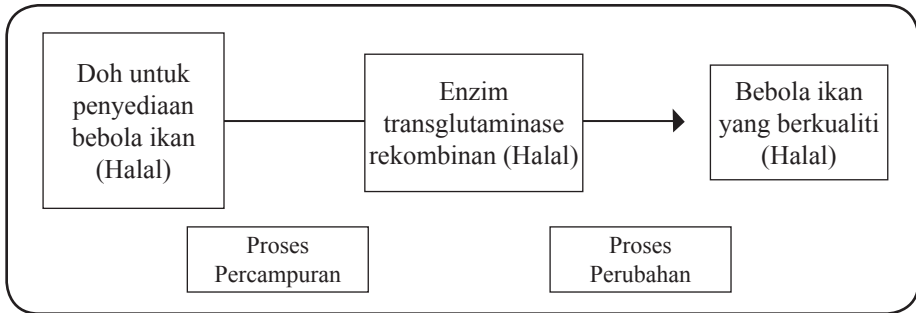 Doh untuk
penyediaan
bebola ikan
(Halal)
Enzim
transglutaminase
rekombinan (Halal)
Bebola ikan
yang berkualiti
(Halal)
Proses
Percampuran
Proses
Perubahan